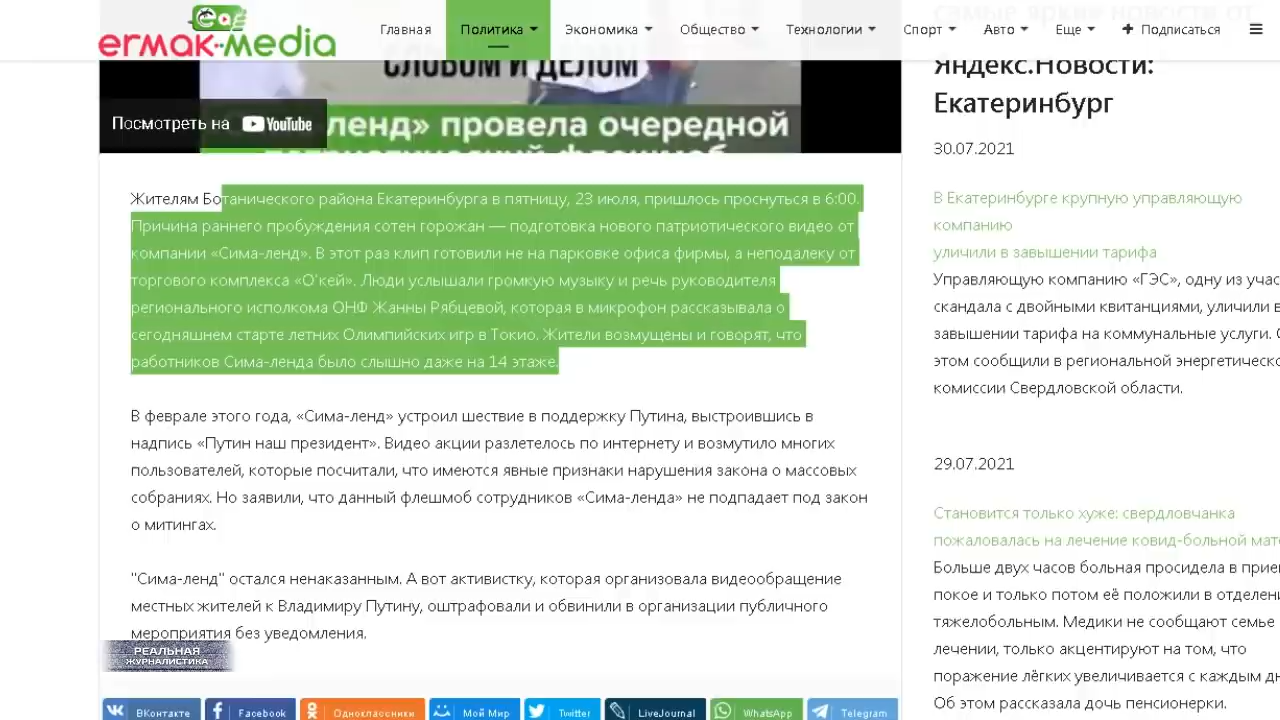 ермак-media
Главная
Политика
Экономика
Общество
Технологии
Спорт
Авто
Еще
Подписаться
самые яркие новости от
СЛОВОМ И ДЕЛОМ
Посмотреть на YouTube
ленд» провела очередной
патриотический флешмоб
Жителям Ботанического района Екатеринбурга в пятницу, 23 июля, пришлось проснуться в 6:00.
Причина раннего пробуждения сотен горожан — подготовка нового патриотического видео от
компании «Сима-ленд». В этот раз клип готовили не на парковке офиса фирмы, а неподалеку от
торгового комплекса «О'кей». Люди услышали громкую музыку и речь руководителя
регионального исполкома ОНФ Жанны Рябцевой, которая в микрофон рассказывала о
сегодняшнем старте летних Олимпийских игр в Токио. Жители возмущены и говорят, что
работников Сима-ленда было слышно даже на 14 этаже.
В феврале этого года, «Сима-ленд» устроил шествие в поддержку Путина, выстроившись в
надпись «Путин наш президент». Видео акции разлетелось по интернету и возмутило многих
пользователей, которые посчитали, что имеются явные признаки нарушения закона о массовых
собраниях. Но заявили, что данный флешмоб сотрудников «Сима-ленда» не подпадает под закон
о митингах.
"Сима-ленд" остался ненаказанным. А вот активистку, которая организовала видеообращение
местных жителей к Владимиру Путину, оштрафовали и обвинили в организации публичного
мероприятия без уведомления.
РЕАЛЬНАЯ
ЖУРНАЛИСТИКА
ВКонтакте
Facebook
Одноклассники
Мой Мир
Twitter
LiveJournal
WhatsApp
Telegram
Яндекс.Новости:
Екатеринбург
30.07.2021
В Екатеринбурге крупную управляющую
компанию
уличили в завышении тарифа
Управляющую компанию «ГЭС», одну из учас
скандала с двойными квитанциями, уличили в
завышении тарифа на коммунальные услуги. О
этом сообщили в региональной энергетическо
комиссии Свердловской области.
29.07.2021
Становится только хуже: свердловчанка
пожаловалась на лечение ковид-больной мат
Больше двух часов больная просидела в прие
покое и только потом её положили в отделени
тяжелобольным. Медики не сообщают семье
лечении, только акцентируют на том, что
поражение лёгких увеличивается с каждым дн
Об этом рассказала дочь пенсионерки.